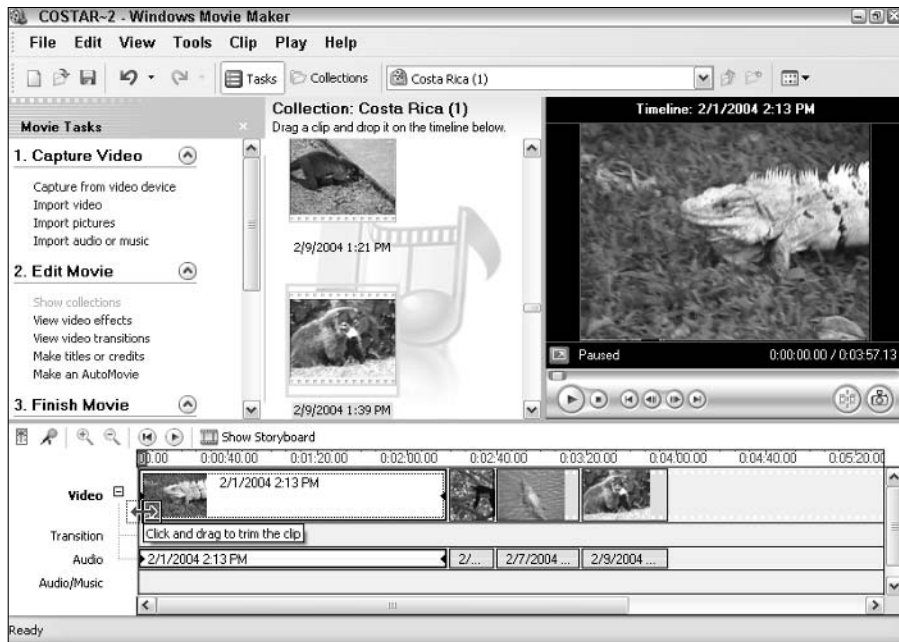 COSTAR~2 - Windows Movie Maker
File Edit View Tools Clip Play Help
Tasks Collections Costa Rica (1)
Movie Tasks
1. Capture Video
Capture from video device
Import video
Import pictures
Import audio or music
2. Edit Movie
Show collections
View video effects
View video transitions
Make titles or credits
Make an AutoMovie
3. Finish Movie
Collection: Costa Rica (1)
Drag a clip and drop it on the timeline below.
2/9/2004 1:21 PM
2/9/2004 1:39 PM
Timeline: 2/1/2004 2:13 PM
Paused 0:00:00.00 / 0:03:57.13
Show Storyboard
00.00 0:00:40.00 0:01:20.00 0:02:00.00 0:02:40.00 0:03:20.00 0:04:00.00 0:04:40.00 0:05:20.00
Video 2/1/2004 2:13 PM
Click and drag to trim the clip
Transition
Audio 2/1/2004 2:13 PM 2/... 2/7/2004 ... 2/9/2004 ...
Audio/Music
Ready